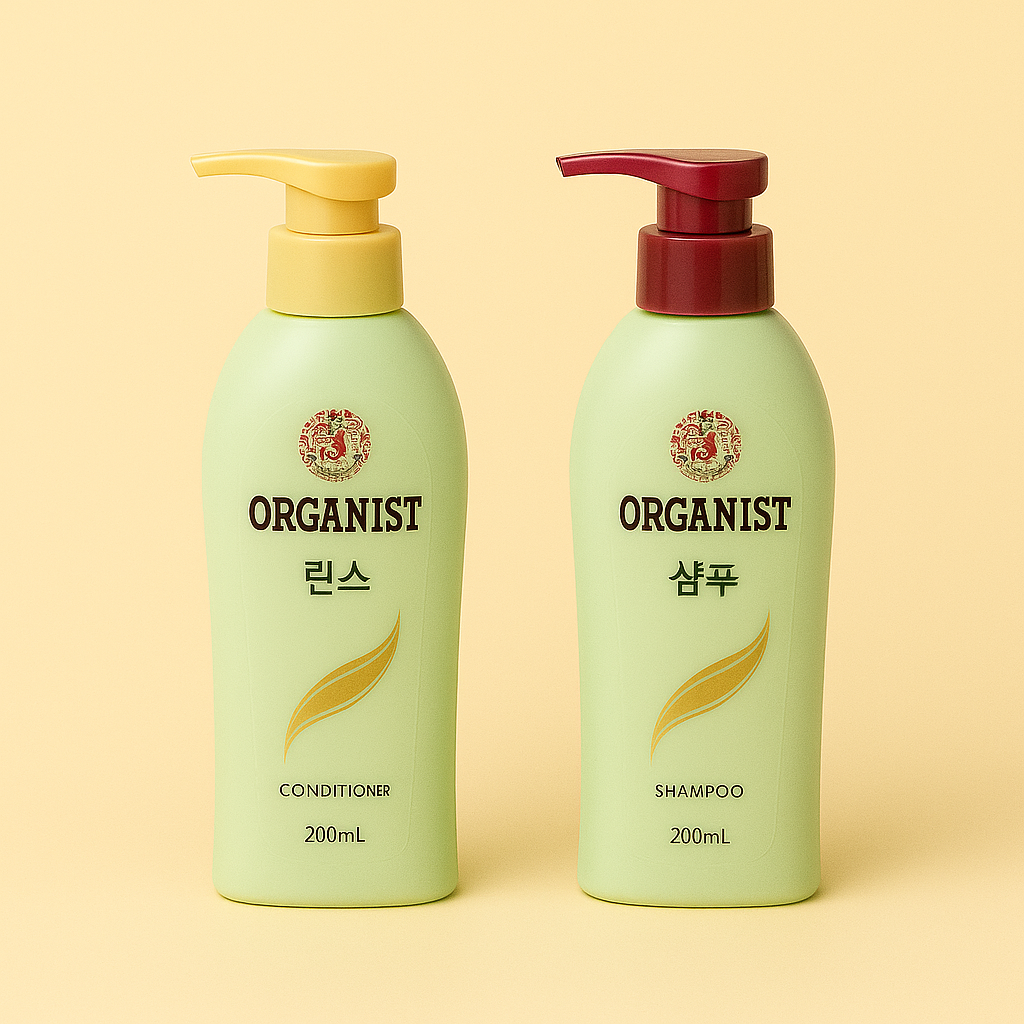 ORGANIST
린스
CONDITIONER
200mL
ORGANIST
샴푸
SHAMPOO
200mL